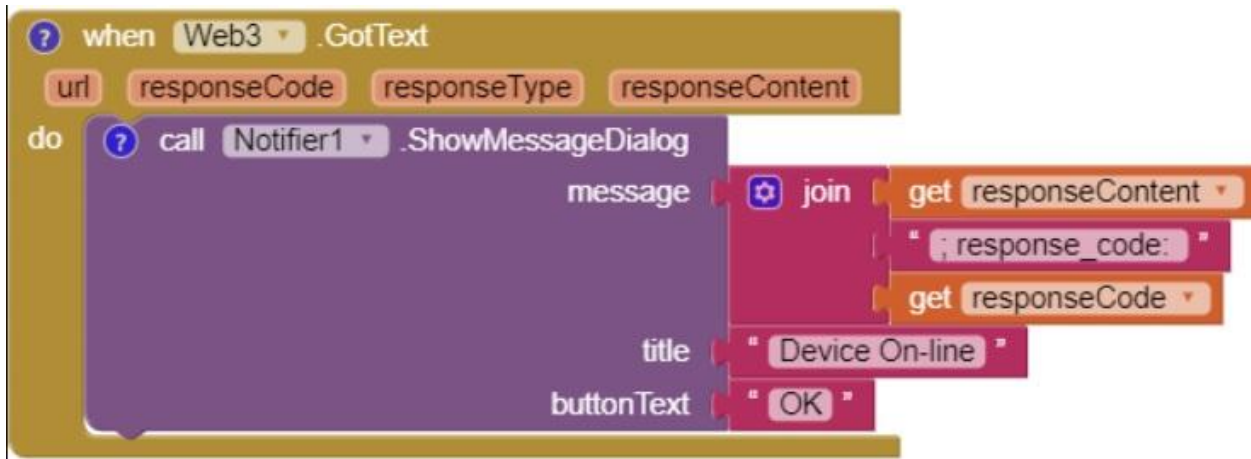 when Web3 .GotText
url responseCode responseType responseContent
do call Notifier1 .ShowMessageDialog
message join get responseContent
" ; response_code: "
get responseCode
title " Device On-line "
buttonText " OK "